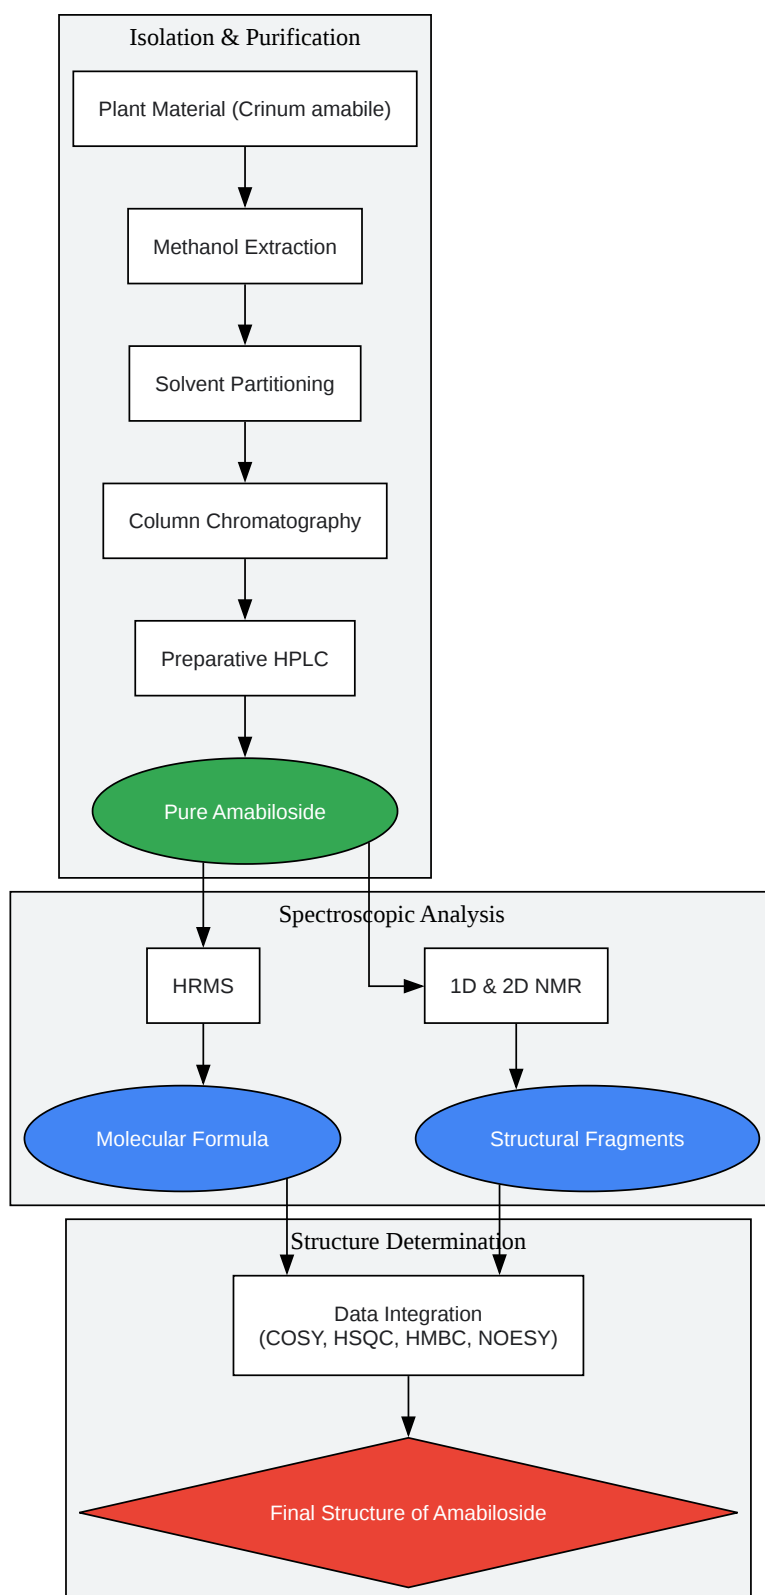 Isolation & Purification
Plant Material (Crinum amabile)
Methanol Extraction
Solvent Partitioning
Column Chromatography
Preparative HPLC
Pure Amabiloside
Spectroscopic Analysis
HRMS
1D & 2D NMR
Molecular Formula
Structural Fragments
Structure Determination
Data Integration
(COSY, HSQC, HMBC, NOESY)
Final Structure of Amabiloside